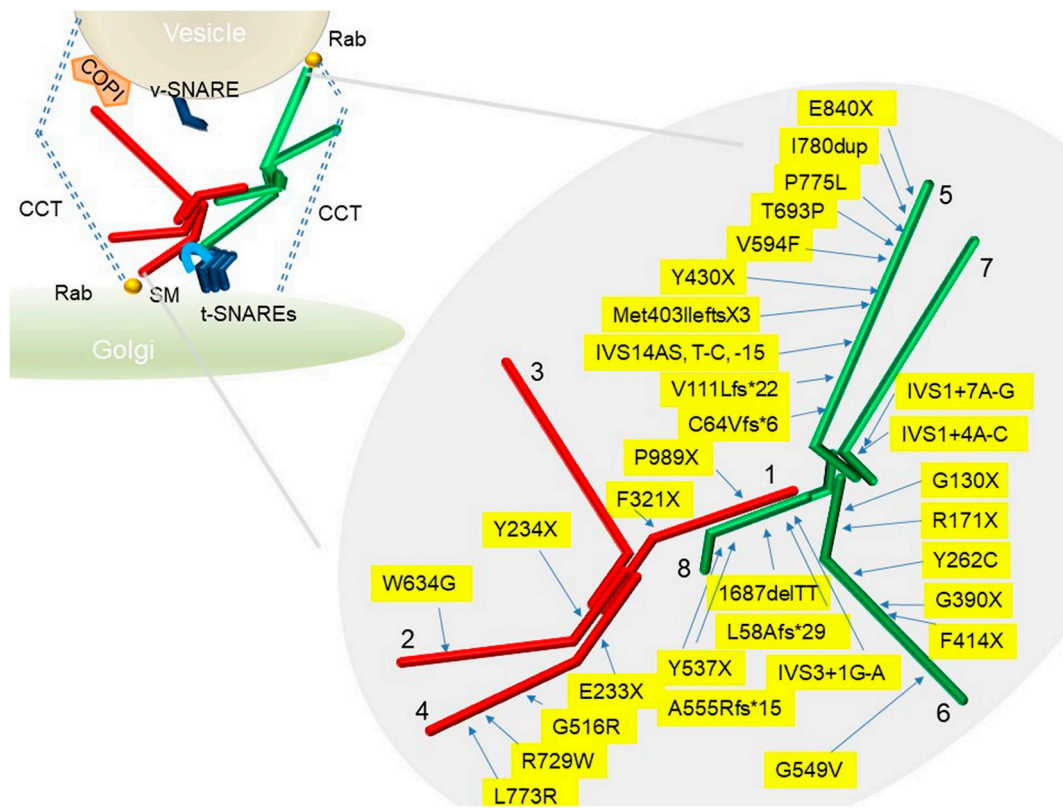 Vesicle
Rab
COPI
v-SNARE
CCT
CCT
Rab
SM
t-SNAREs
Golgi
E840X
I780dup
P775L
T693P
V594F
Y430X
Met403IleftsX3
IVS14AS, T-C, -15
V111Lfs*22
C64Vfs*6
P989X
F321X
Y234X
W634G
5
7
3
1
IVS1+7A-G
IVS1+4A-C
G130X
R171X
Y262C
G390X
F414X
8
2
4
6
1687delTT
L58Afs*29
Y537X
IVS3+1G-A
A555Rfs*15
E233X
G516R
R729W
L773R
G549V